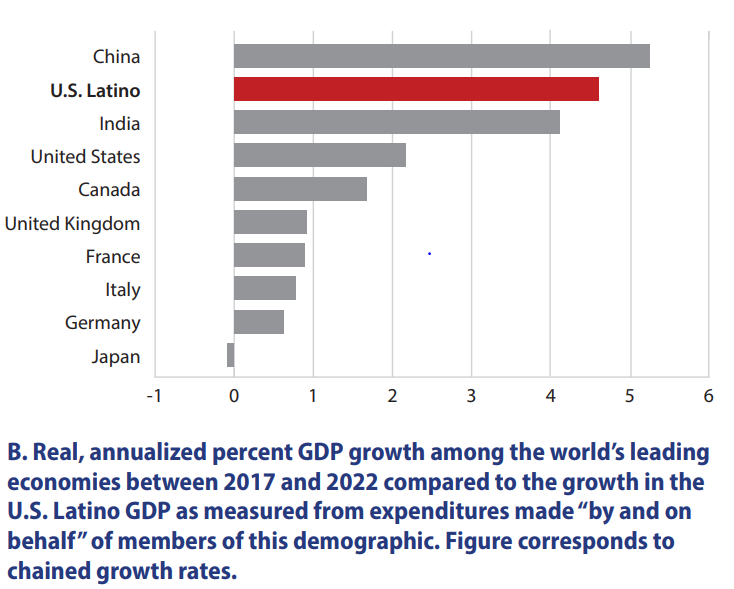 China
U.S. Latino
India
United States
Canada
United Kingdom
France
Italy
Germany
Japan
-1 0 1 2 3 4 5 6
B. Real, annualized percent GDP growth among the world’s leading
economies between 2017 and 2022 compared to the growth in the
U.S. Latino GDP as measured from expenditures made “by and on
behalf” of members of this demographic. Figure corresponds to
chained growth rates.